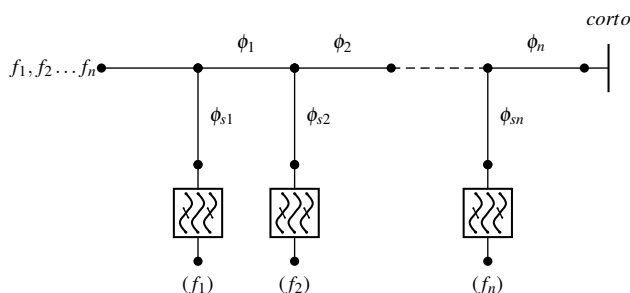 corto
ϕ1 ϕ2 ϕn
f1, f2 … fn
ϕs1 ϕs2 ϕsn
(f1) (f2) (fn)